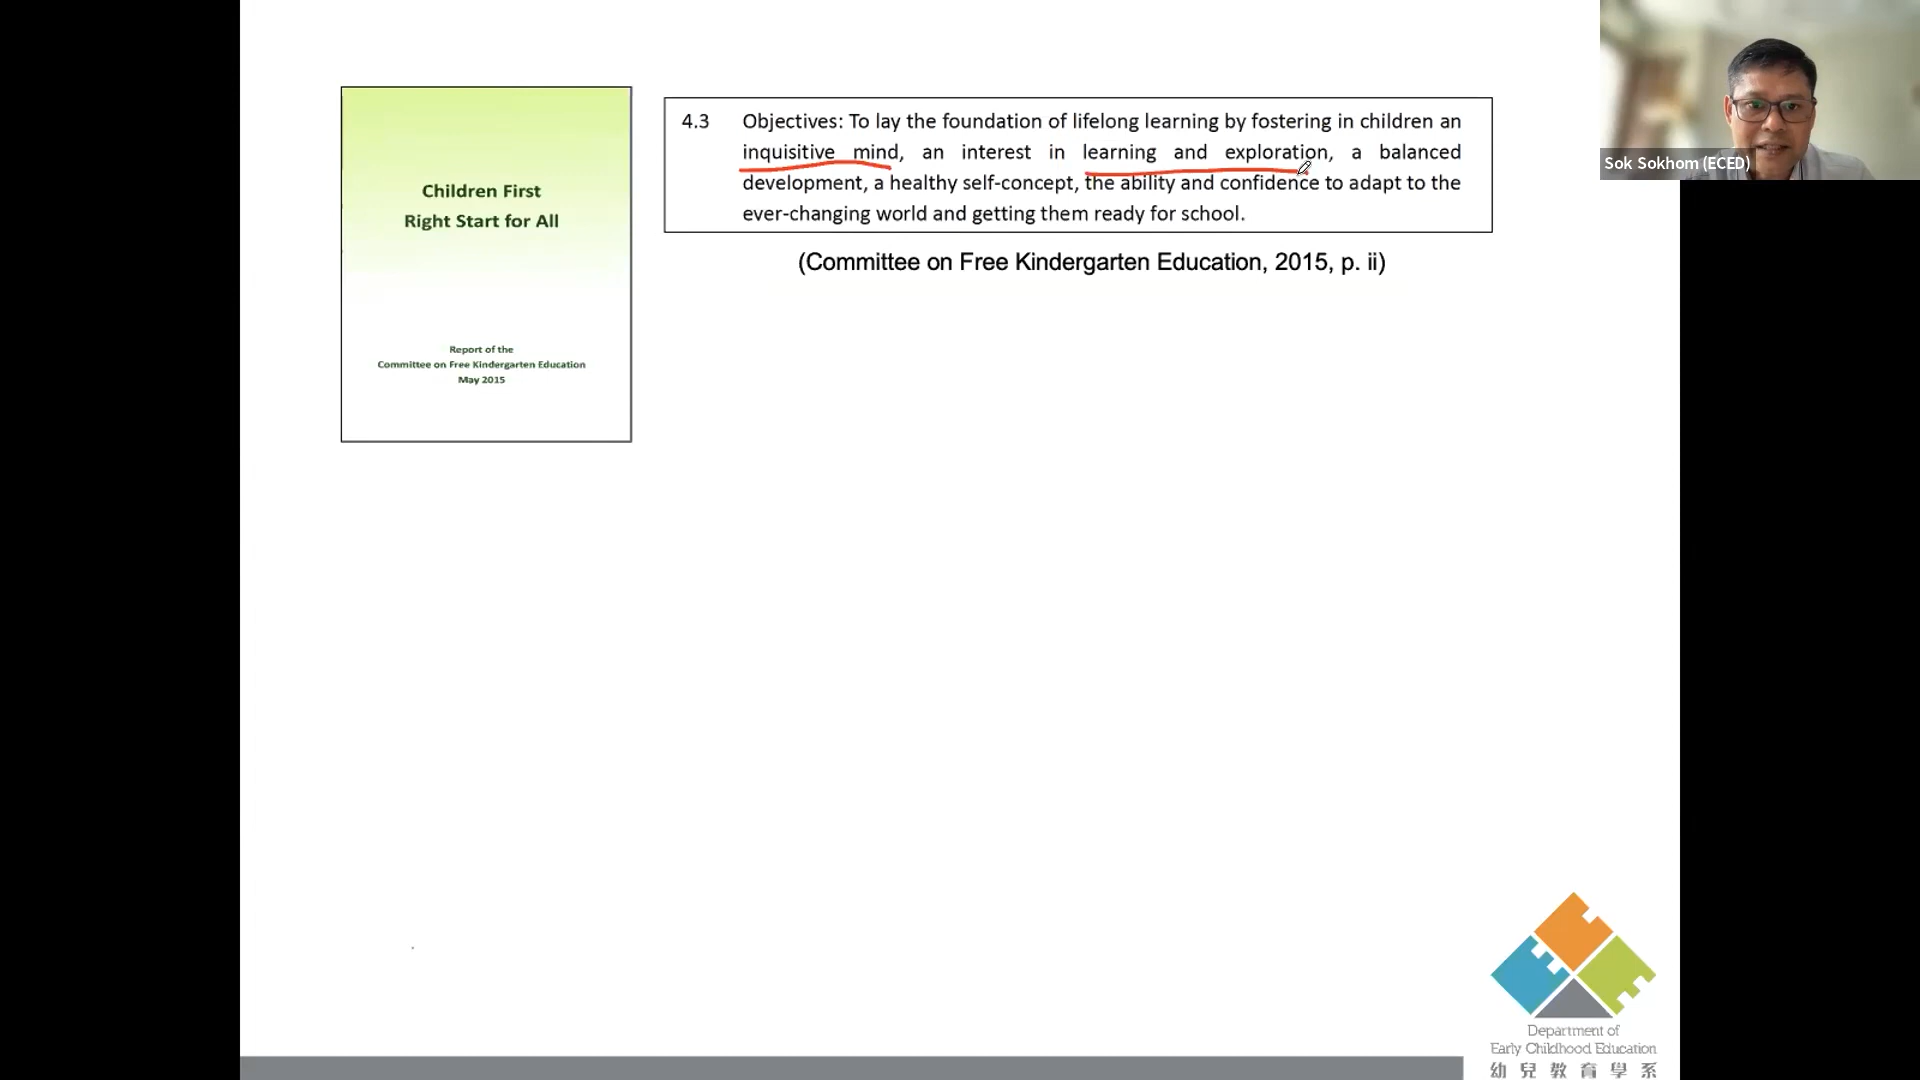 Children First
Right Start for All
Report of the
Committee on Free Kindergarten Education
May 2015
4.3 Objectives: To lay the foundation of lifelong learning by fostering in children an
inquisitive mind, an interest in learning and exploration, a balanced
development, a healthy self-concept, the ability and confidence to adapt to the
ever-changing world and getting them ready for school.
(Committee on Free Kindergarten Education, 2015, p. ii)
Sok Sokhom (ECED)
Department of
Early Childhood Education
幼兒教育學系